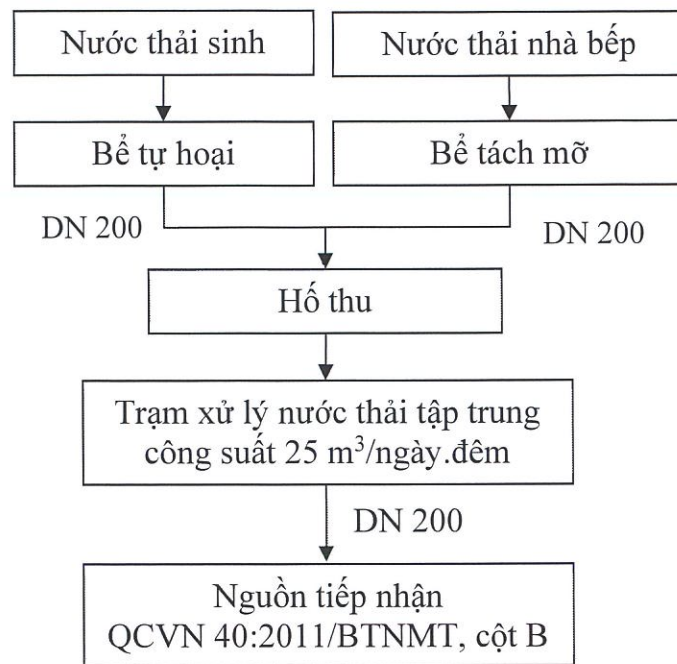 Nước thải sinh
Nước thải nhà bếp
Bể tự hoại
Bể tách mỡ
DN 200
DN 200
Hố thu
Trạm xử lý nước thải tập trung
công suất 25 m³/ngày.đêm
DN 200
Nguồn tiếp nhận
QCVN 40:2011/BTNMT, cột B